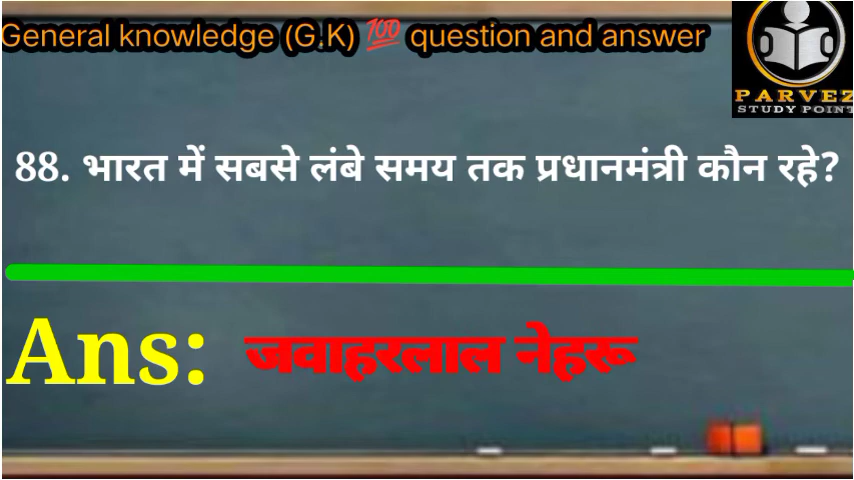 General knowledge (G.K) 💯 question and answer
PARVEZ
STUDY POINT
88. भारत में सबसे लंबे समय तक प्रधानमंत्री कौन रहे?
Ans: जवाहरलाल नेहरू